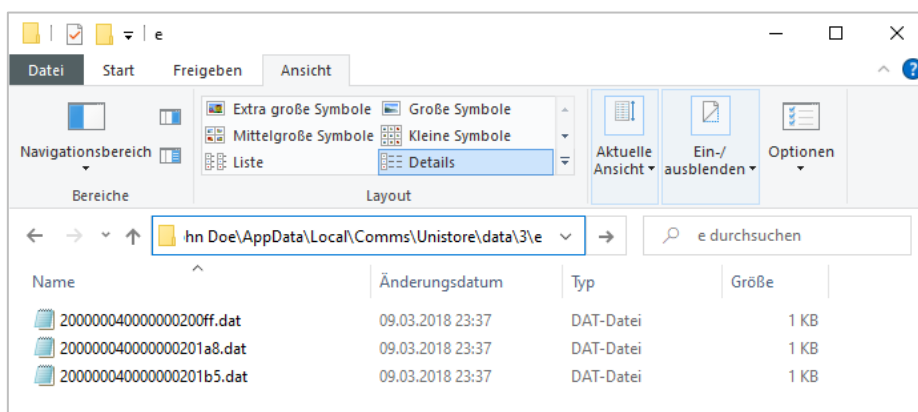 e
Datei Start Freigeben Ansicht ?
Extra große Symbole Große Symbole
Mittelgroße Symbole Kleine Symbole
Liste Details
Navigationsbereich
Aktuelle Ansicht
Ein-/ ausblenden
Optionen
Bereiche Layout
hn Doe\AppData\Local\Comms\Unistore\data\3\e e durchsuchen
Name Änderungsdatum Typ Größe
200000040000000200ff.dat 09.03.2018 23:37 DAT-Datei 1 KB
200000040000000201a8.dat 09.03.2018 23:37 DAT-Datei 1 KB
200000040000000201b5.dat 09.03.2018 23:37 DAT-Datei 1 KB